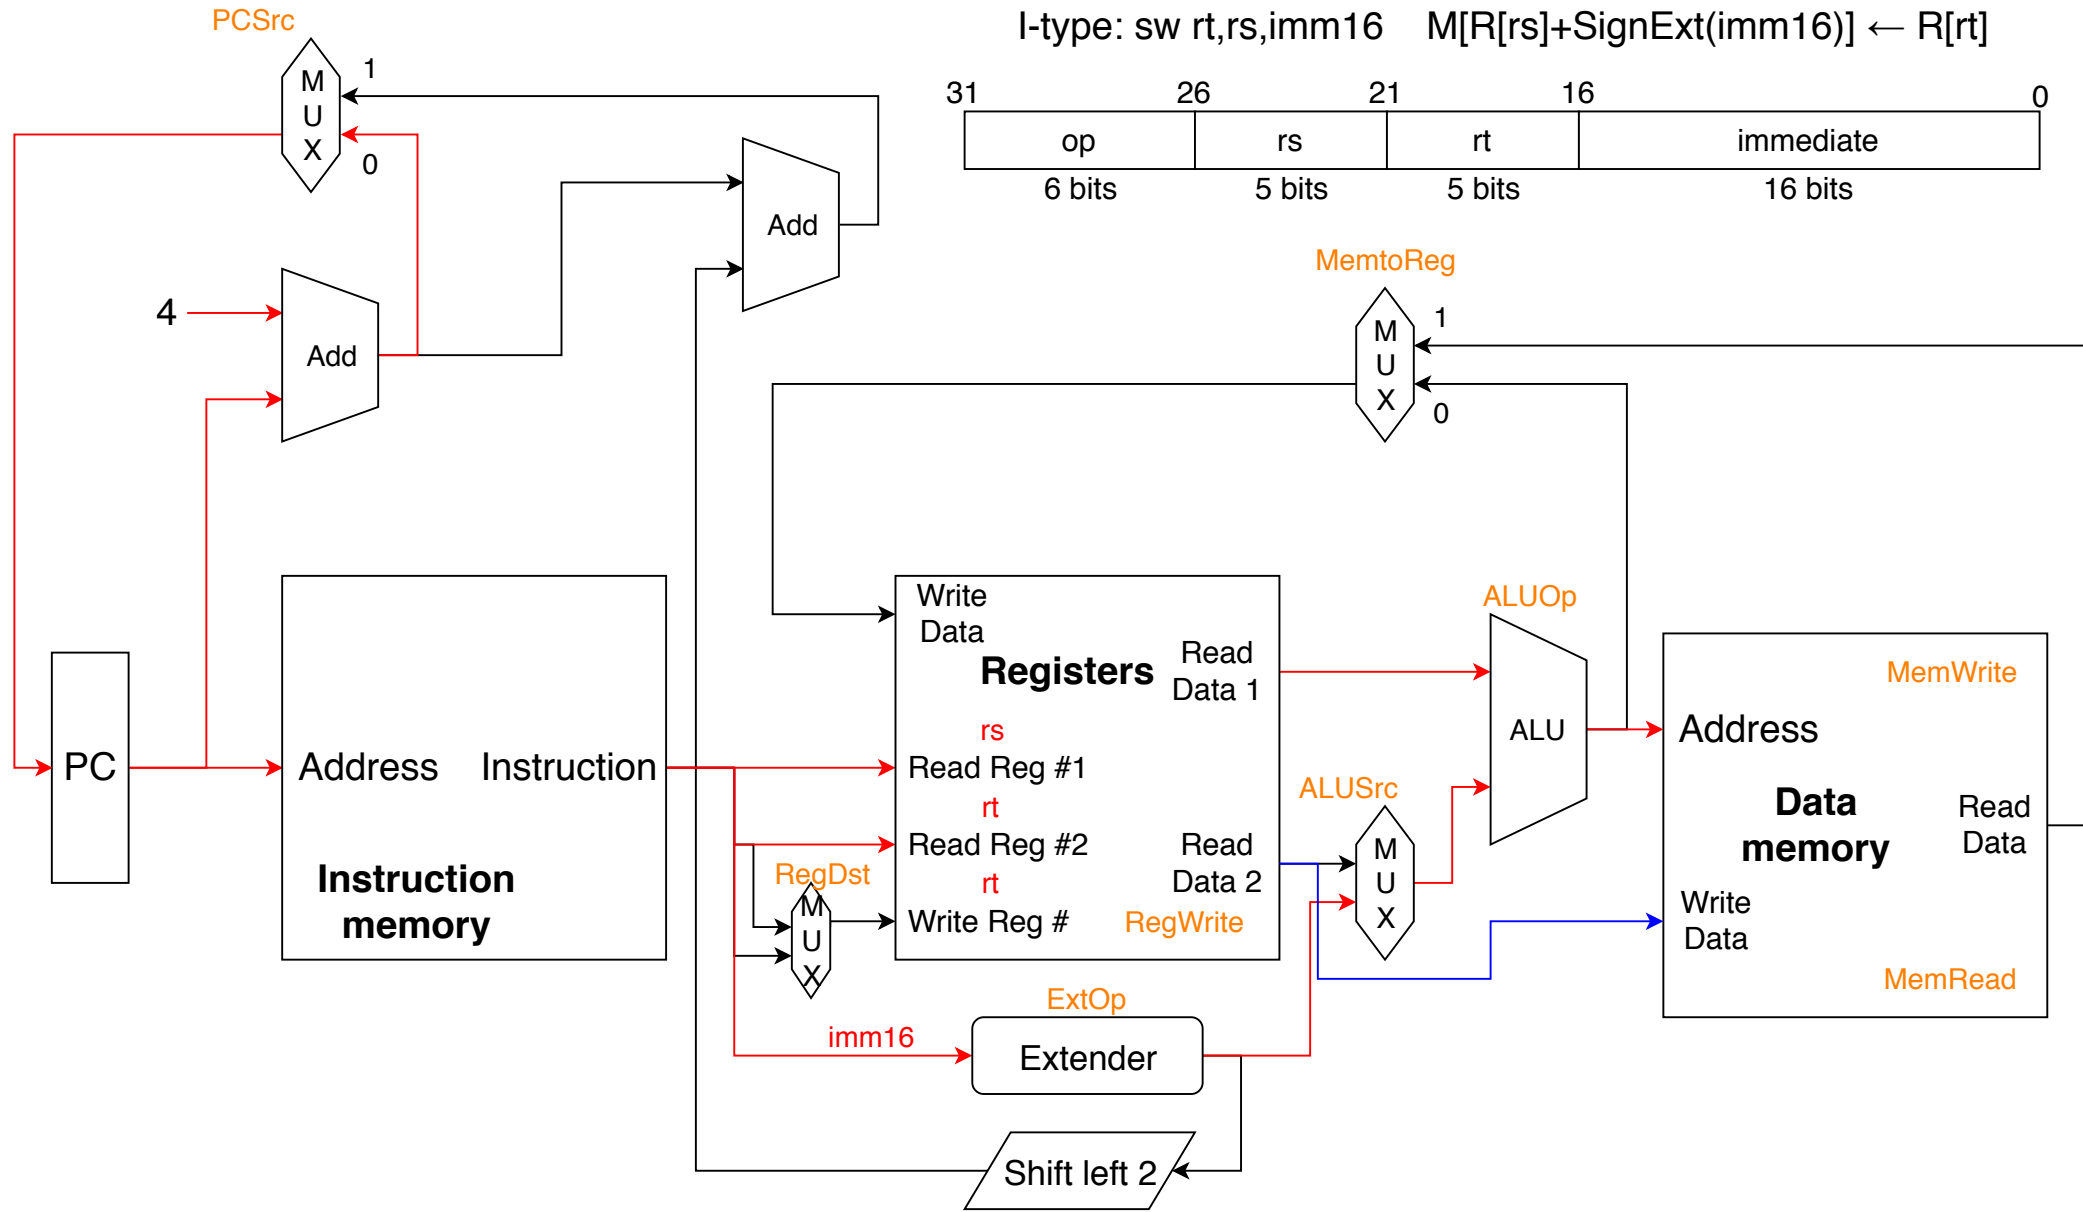 PCSrc
I-type: sw rt,rs,imm16 M[R[rs]+SignExt(imm16)] ← R[rt]
31 26 21 16 0
op rs rt immediate
6 bits 5 bits 5 bits 16 bits
M
U
X
1
0
Add
4
Add
MemtoReg
M
U
X
1
0
PC
Address Instruction
Instruction
memory
Write
Data
Registers
Read
Data 1
rs
Read Reg #1
rt
Read Reg #2
rt
Write Reg #
Read
Data 2
RegWrite
RegDst
M
U
X
ALUOp
ALU
ALUSrc
M
U
X
MemWrite
Address
Data
memory
Read
Data
Write
Data
MemRead
ExtOp
imm16
Extender
Shift left 2